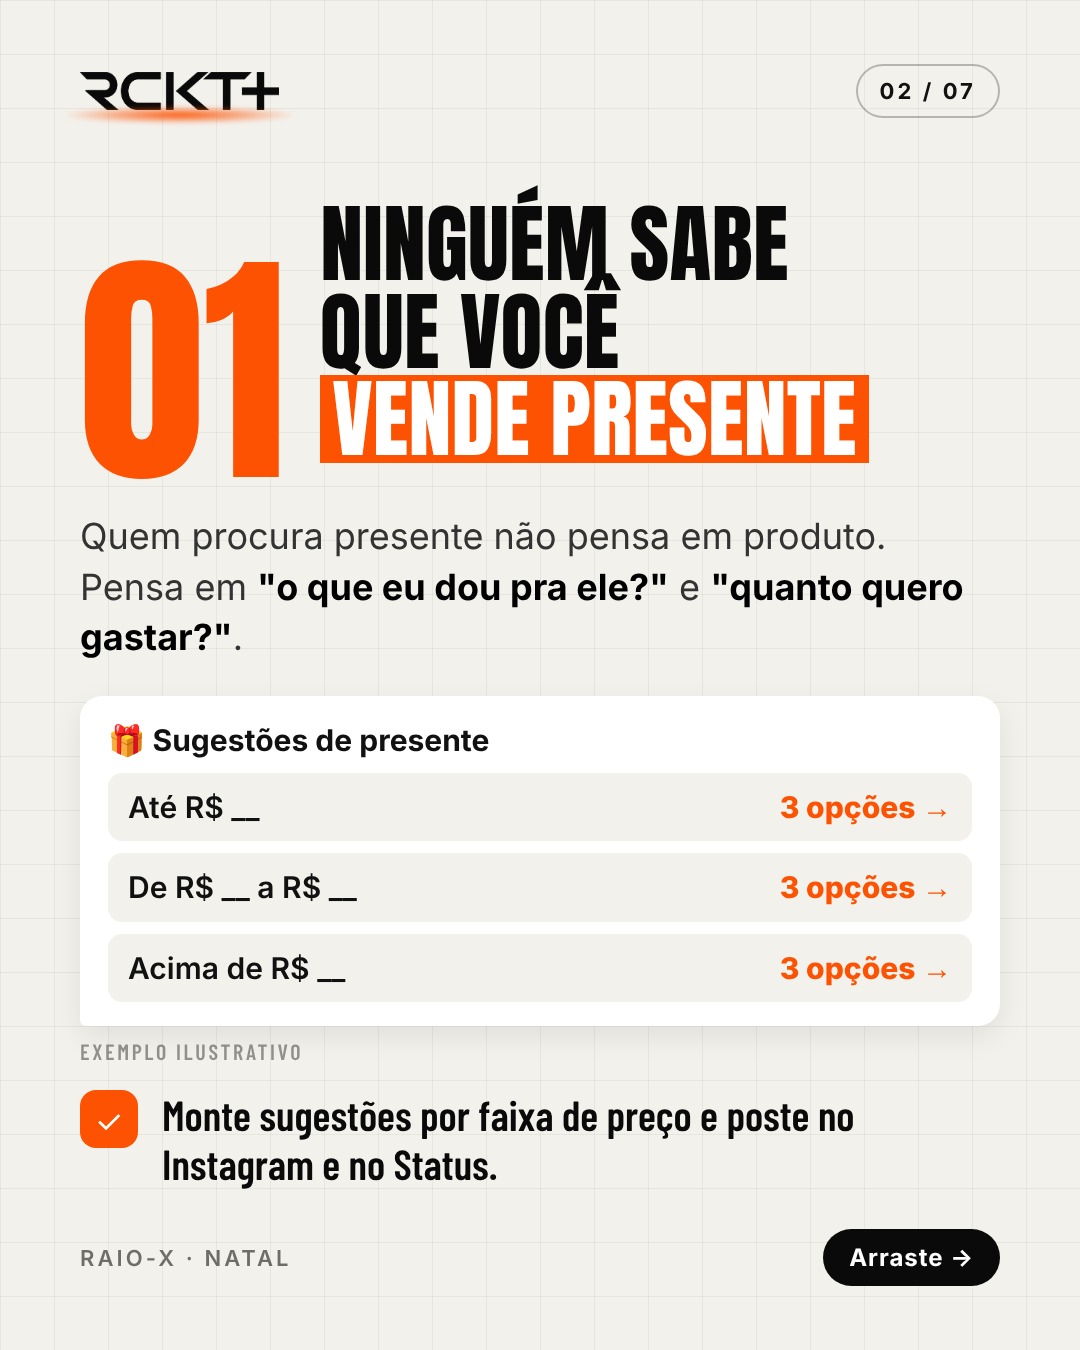 RCKT+
02 / 07
01
NINGUÉM SABE
QUE VOCÊ
VENDE PRESENTE
Quem procura presente não pensa em produto.
Pensa em "o que eu dou pra ele?" e "quanto quero
gastar?".
🎁 Sugestões de presente
Até R$ __ 3 opções →
De R$ __ a R$ __ 3 opções →
Acima de R$ __ 3 opções →
EXEMPLO ILUSTRATIVO
Monte sugestões por faixa de preço e poste no
Instagram e no Status.
RAIO-X · NATAL
Arraste →